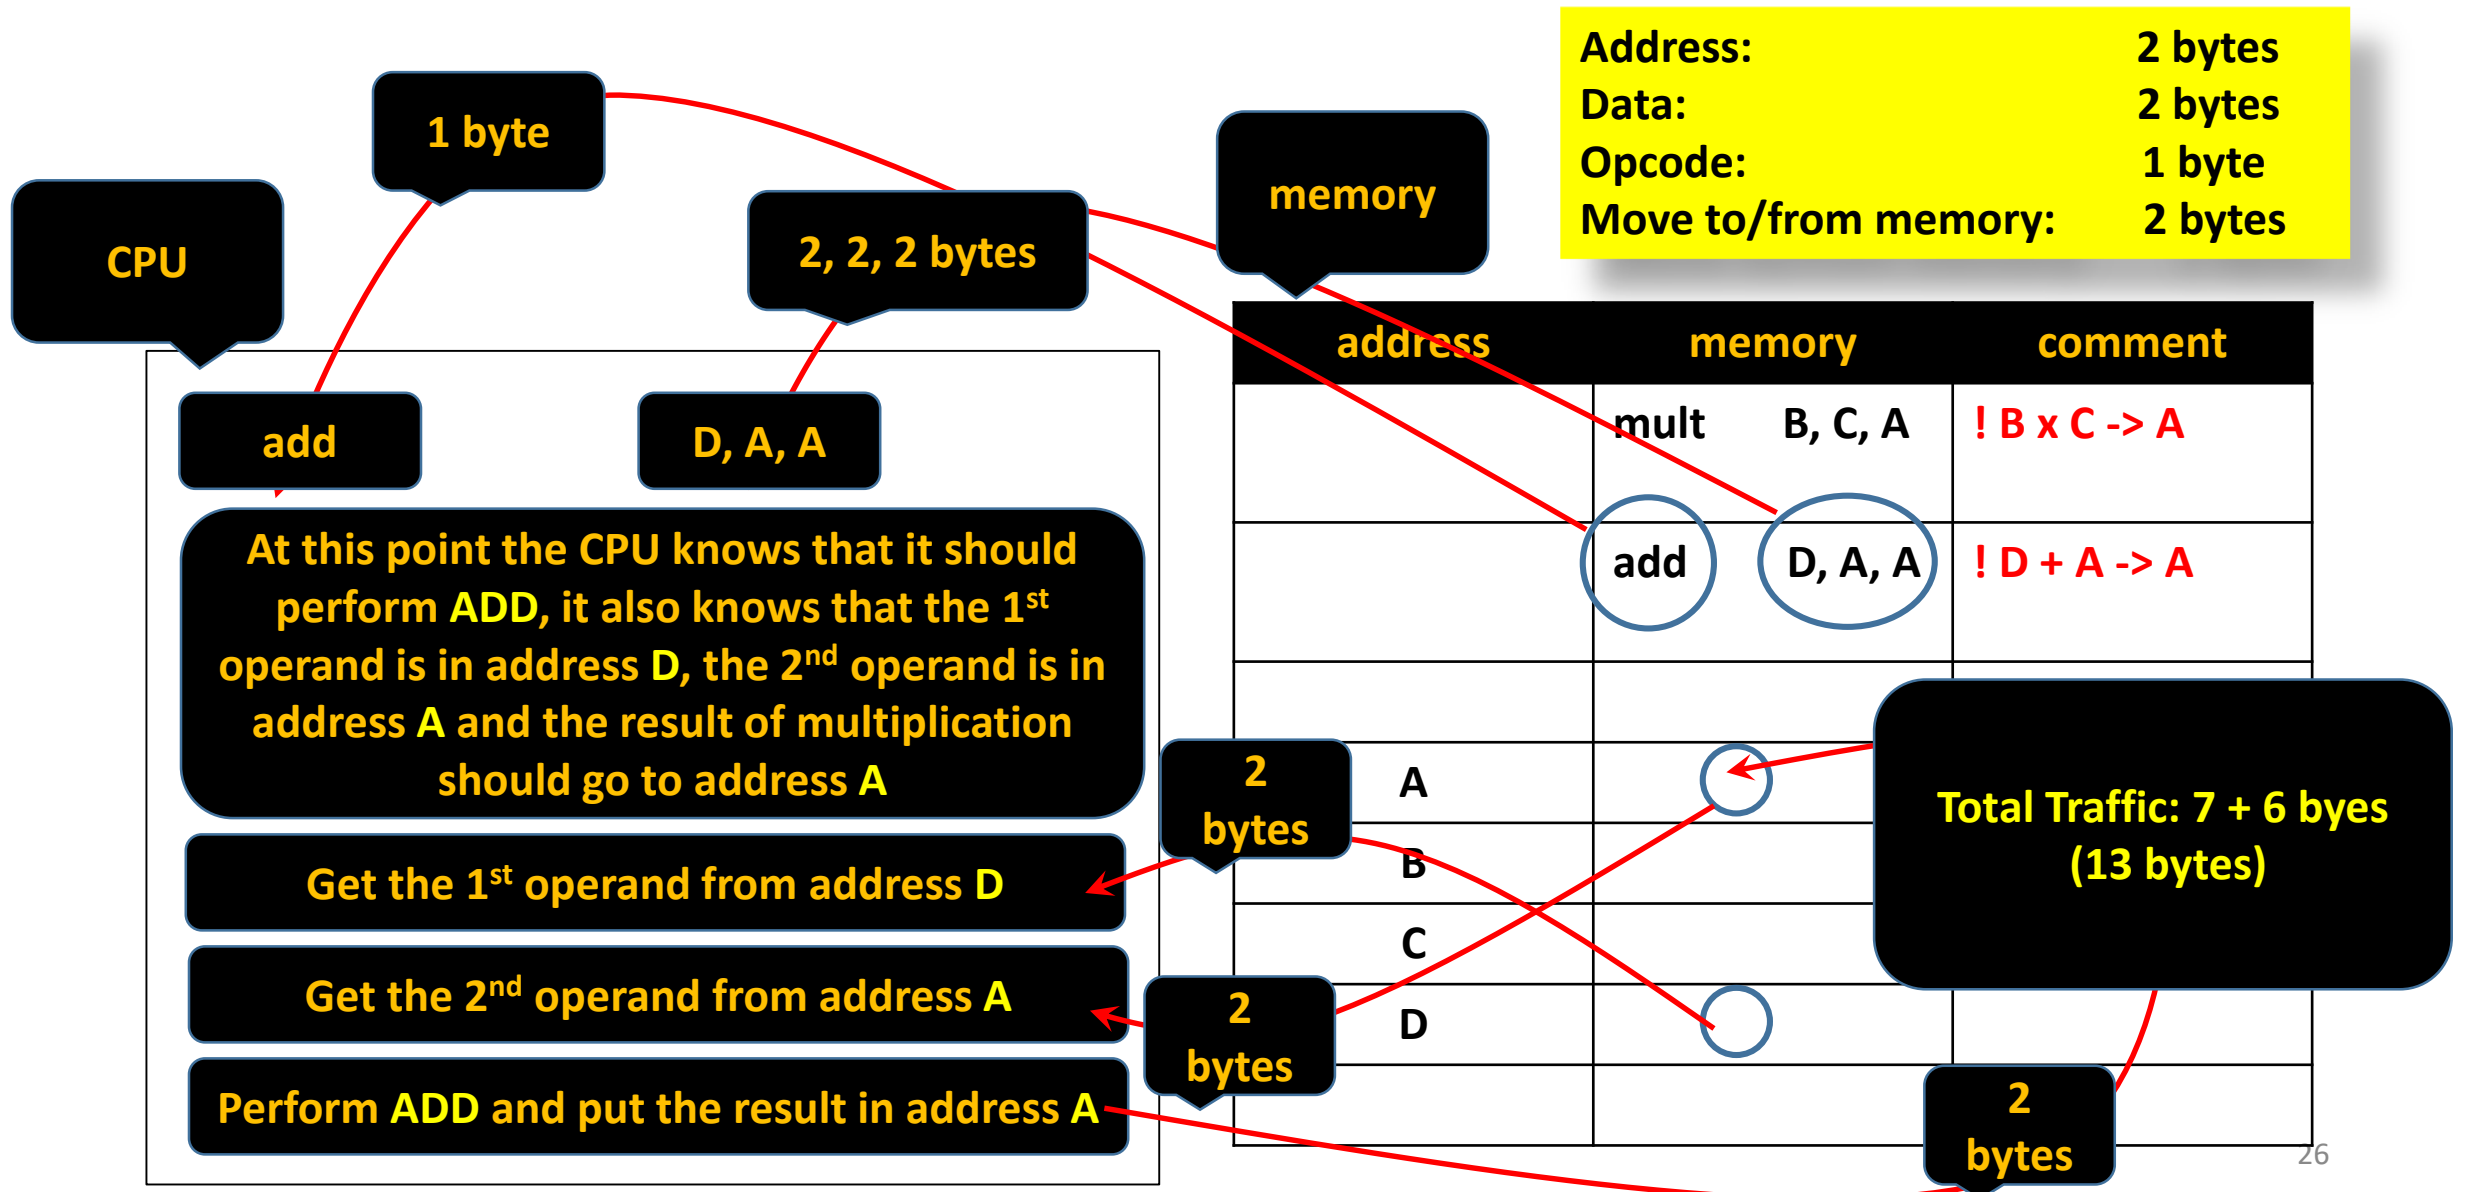 Address: 2 bytes
Data: 2 bytes
Opcode: 1 byte
Move to/from memory: 2 bytes
1 byte
memory
CPU
2, 2, 2 bytes
add
D, A, A
At this point the CPU knows that it should
perform ADD, it also knows that the 1st
operand is in address D, the 2nd operand is in
address A and the result of multiplication
should go to address A
Get the 1st operand from address D
Get the 2nd operand from address A
Perform ADD and put the result in address A
address memory comment
mult B, C, A ! B x C -> A
add D, A, A ! D + A -> A
A
B
C
D
2
bytes
2
bytes
Total Traffic: 7 + 6 byes
(13 bytes)
2
bytes
26